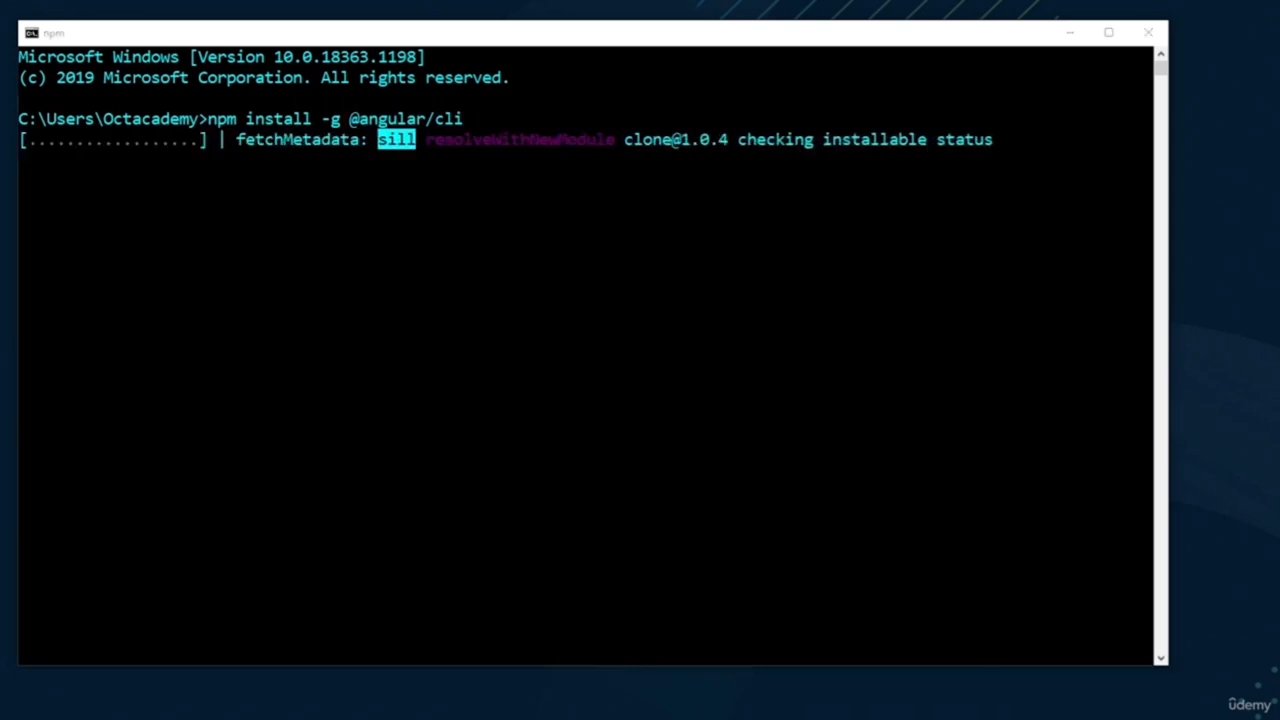 npm
Microsoft Windows [Version 10.0.18363.1198]
(c) 2019 Microsoft Corporation. All rights reserved.
C:\Users\Octacademy>npm install -g @angular/cli
[..................] | fetchMetadata: sill resolveWithNewModule clone@1.0.4 checking installable status
ûdemy